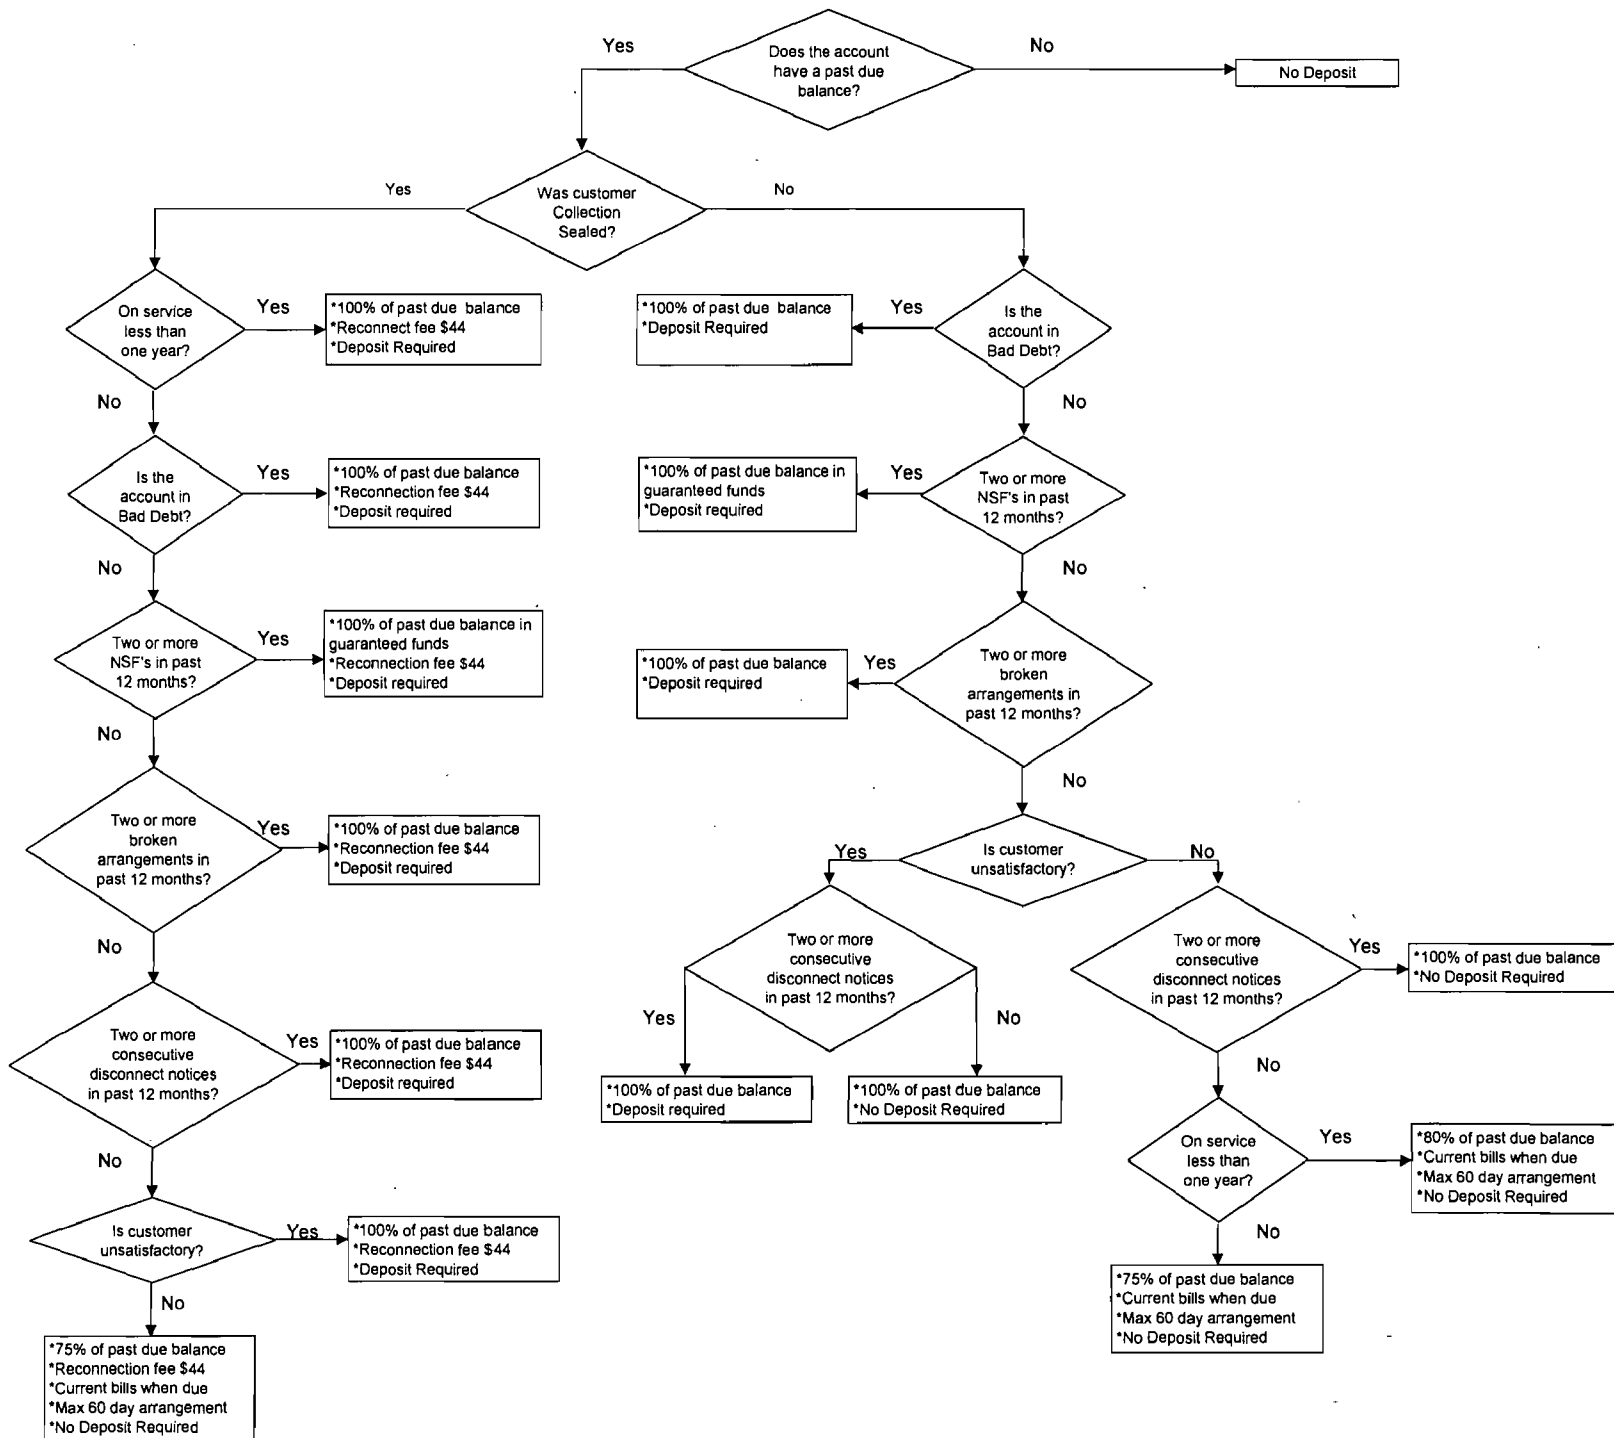 Yes
Does the account
have a past due
balance?
No
No Deposit
Yes
Was customer
Collection
Sealed?
No
On service
less than
one year?
Yes
*100% of past due balance
*Reconnect fee $44
*Deposit Required
*100% of past due balance
*Deposit Required
Yes
Is the
account in
Bad Debt?
No
No
Is the
account in
Bad Debt?
Yes
*100% of past due balance
*Reconnection fee $44
*Deposit required
*100% of past due balance in
guaranteed funds
*Deposit required
Yes
Two or more
NSF's in past
12 months?
No
No
Two or more
NSF's in past
12 months?
Yes
*100% of past due balance in
guaranteed funds
*Reconnection fee $44
*Deposit required
*100% of past due balance
*Deposit required
Yes
Two or more
broken
arrangements in
past 12 months?
No
No
Two or more
broken
arrangements in
past 12 months?
Yes
*100% of past due balance
*Reconnection fee $44
*Deposit required
Yes
Is customer
unsatisfactory?
No
No
Two or more
consecutive
disconnect notices
in past 12 months?
Yes
No
Two or more
consecutive
disconnect notices
in past 12 months?
Yes
*100% of past due balance
*No Deposit Required
No
Two or more
consecutive
disconnect notices
in past 12 months?
Yes
*100% of past due balance
*Reconnection fee $44
*Deposit required
*100% of past due balance
*Deposit required
*100% of past due balance
*No Deposit Required
On service
less than
one year?
Yes
*80% of past due balance
*Current bills when due
*Max 60 day arrangement
*No Deposit Required
No
No
Is customer
unsatisfactory?
Yes
*100% of past due balance
*Reconnection fee $44
*Deposit Required
*75% of past due balance
*Current bills when due
*Max 60 day arrangement
*No Deposit Required
No
*75% of past due balance
*Reconnection fee $44
*Current bills when due
*Max 60 day arrangement
*No Deposit Required